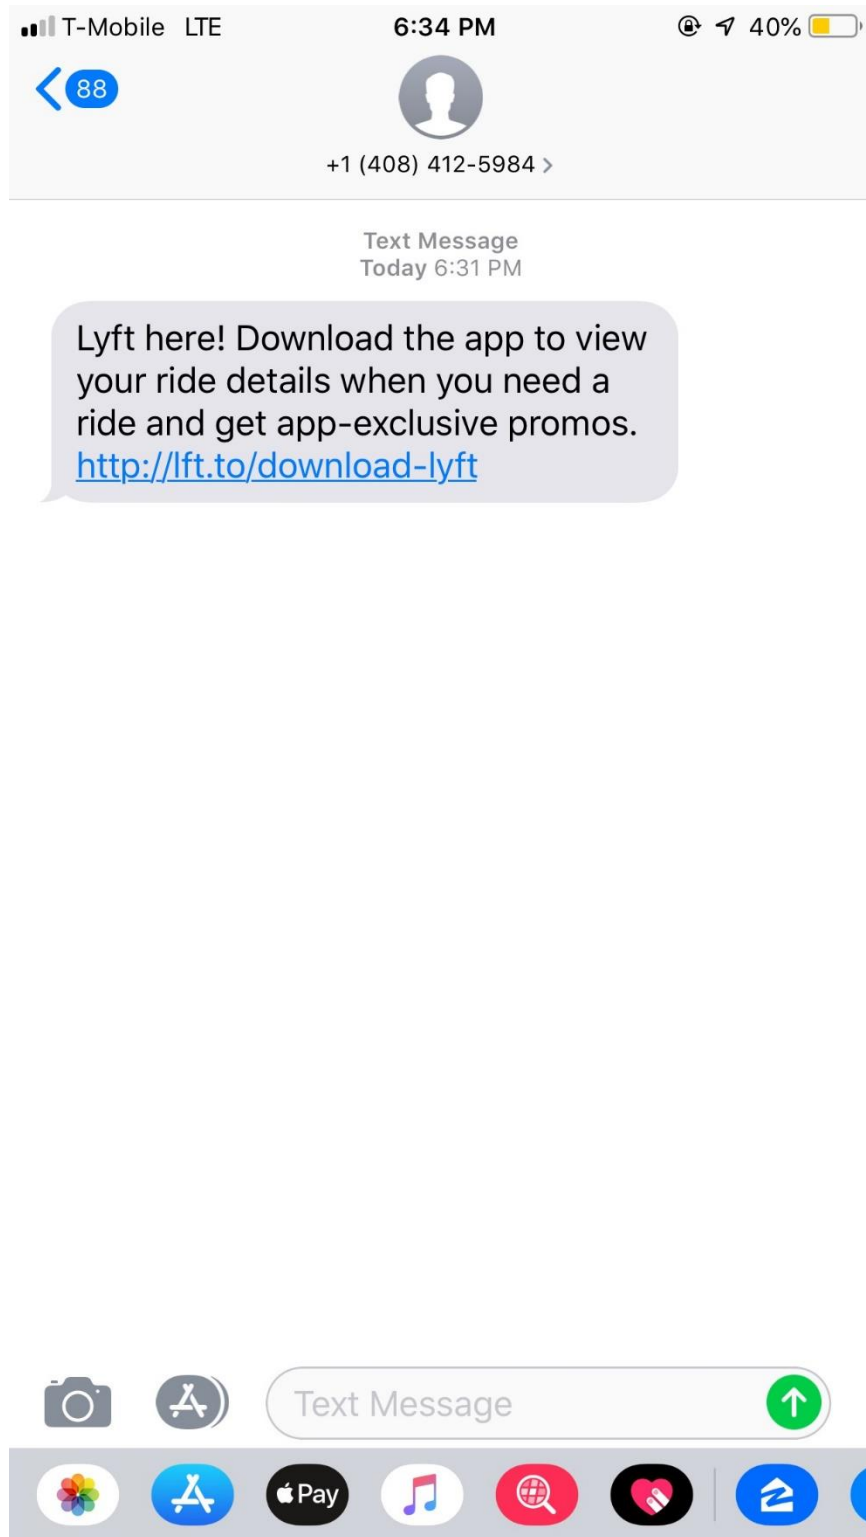 T-Mobile LTE 6:34 PM 40%
88
+1 (408) 412-5984 >
Text Message
Today 6:31 PM
Lyft here! Download the app to view
your ride details when you need a
ride and get app-exclusive promos.
http://lft.to/download-lyft
Text Message
Pay